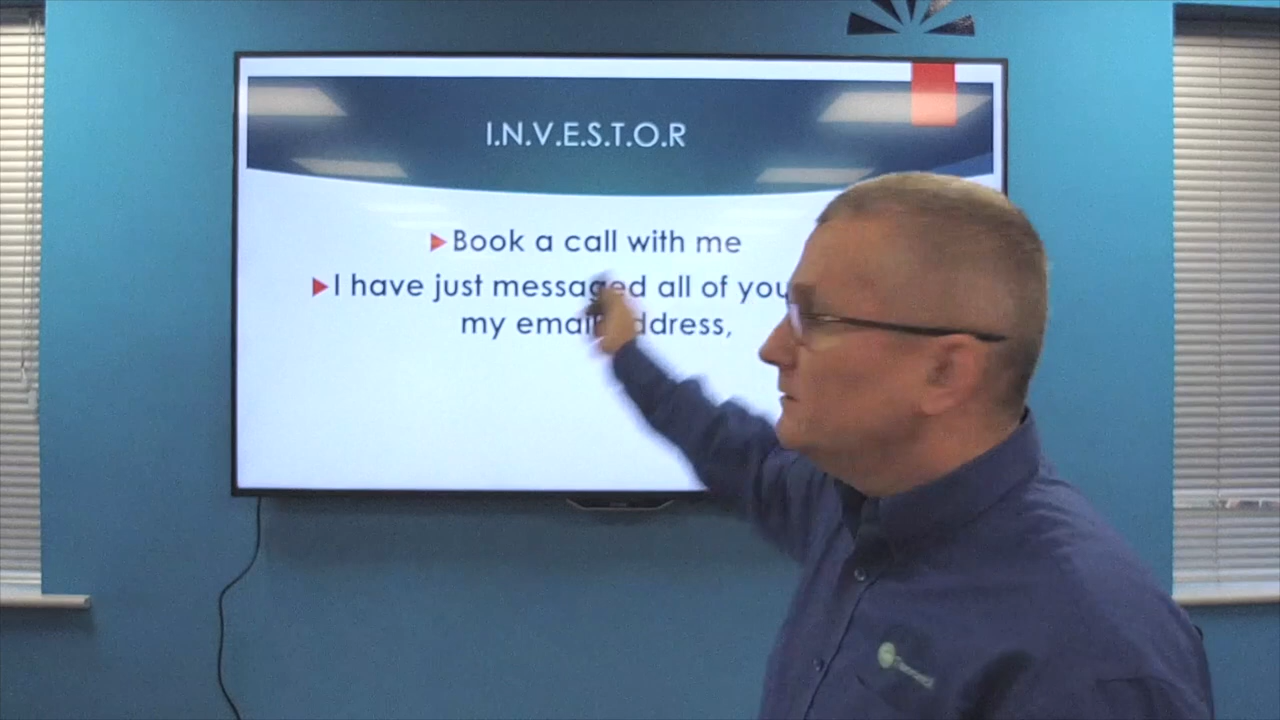 I.N.V.E.S.T.O.R
Book a call with me
I have just messaged all of you
my email address,